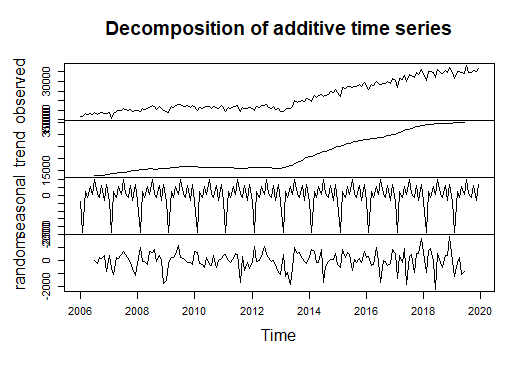 Decomposition of additive time series
observed
30000
trend
15000
seasonal
0
random
0
-2000
2006 2008 2010 2012 2014 2016 2018 2020
Time